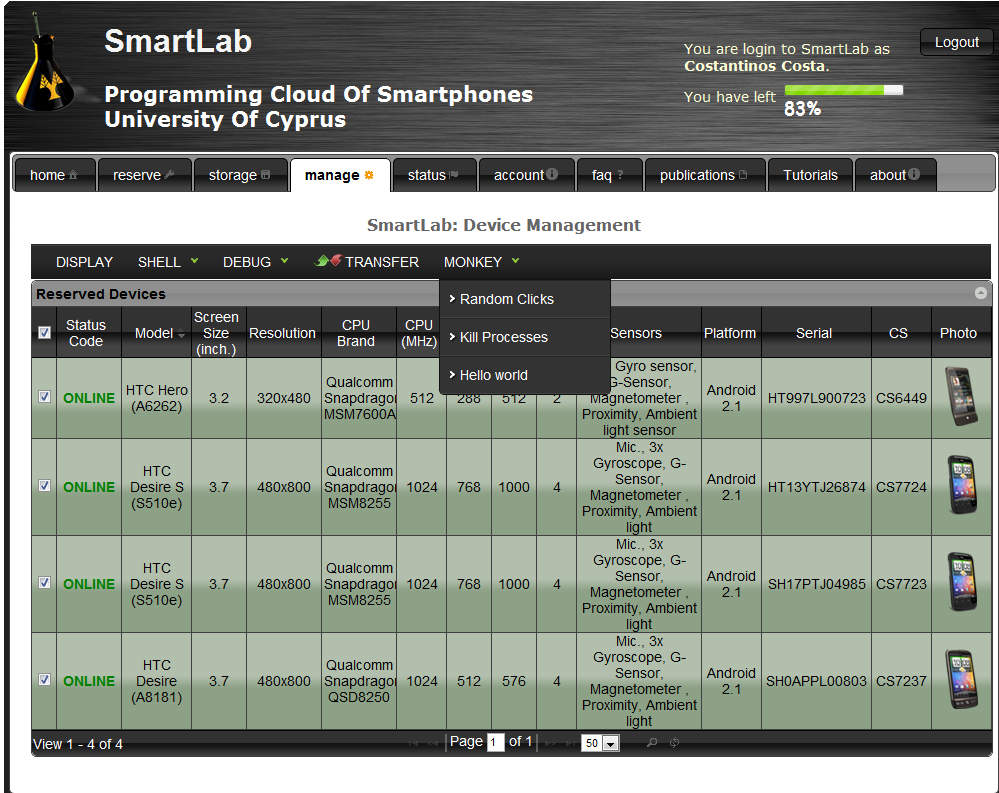 SmartLab
Programming Cloud Of Smartphones
University Of Cyprus
You are login to SmartLab as
Costantinos Costa.
You have left
83%
Logout
home reserve storage manage status account faq ? publications Tutorials about
SmartLab: Device Management
DISPLAY SHELL DEBUG TRANSFER MONKEY
Random Clicks
Kill Processes
Hello world
Reserved Devices
Status Code Model Screen Size (inch.) Resolution CPU Brand CPU (MHz) Sensors Platform Serial CS Photo
ONLINE HTC Hero (A6262) 3.2 320x480 Qualcomm Snapdragon MSM7600A 512 288 512 2 Gyro sensor, G-Sensor, Magnetometer , Proximity, Ambient light sensor Android 2.1 HT997L900723 CS6449
ONLINE HTC Desire S (S510e) 3.7 480x800 Qualcomm Snapdragon MSM8255 1024 768 1000 4 Mic., 3x Gyroscope, G-Sensor, Magnetometer , Proximity, Ambient light Android 2.1 HT13YTJ26874 CS7724
ONLINE HTC Desire S (S510e) 3.7 480x800 Qualcomm Snapdragon MSM8255 1024 768 1000 4 Mic., 3x Gyroscope, G-Sensor, Magnetometer , Proximity, Ambient light Android 2.1 SH17PTJ04985 CS7723
ONLINE HTC Desire (A8181) 3.7 480x800 Qualcomm Snapdragon QSD8250 1024 512 576 4 Mic., 3x Gyroscope, G-Sensor, Magnetometer , Proximity, Ambient light Android 2.1 SH0APPL00803 CS7237
View 1 - 4 of 4 Page 1 of 1 50